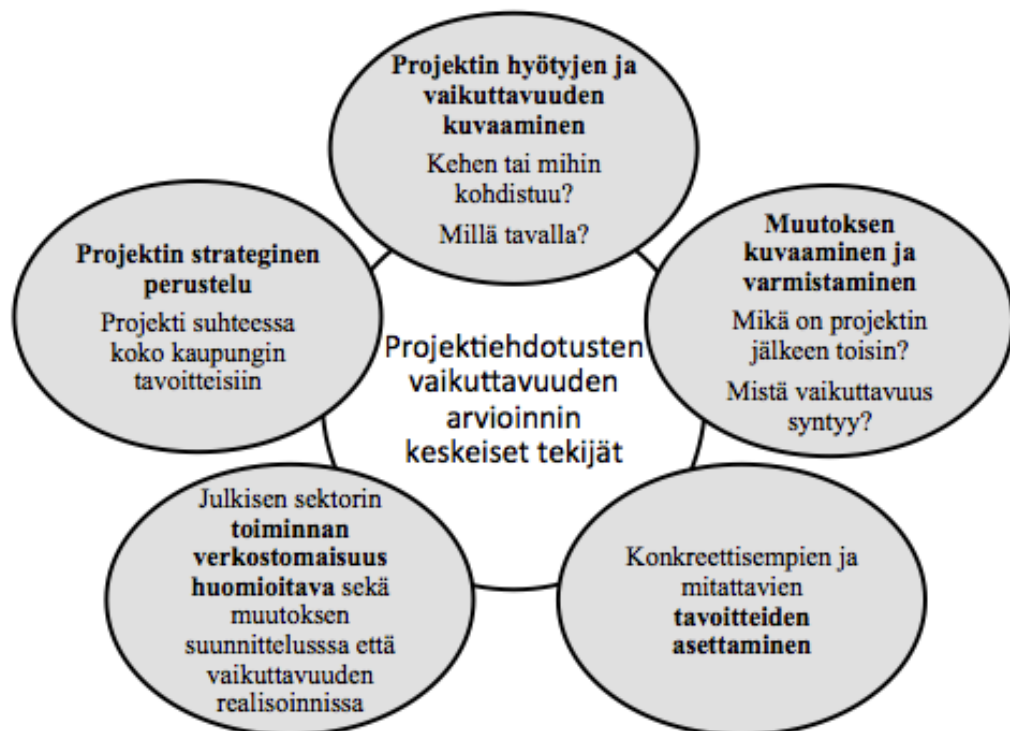 Projektin hyötyjen ja
vaikuttavuuden
kuvaaminen
Kehen tai mihin
kohdistuu?
Millä tavalla?
Muutoksen
kuvaaminen ja
varmistaminen
Mikä on projektin
jälkeen toisin?
Mistä vaikuttavuus
syntyy?
Projektin strateginen
perustelu
Projekti suhteessa
koko kaupungin
tavoitteisiin
Projektiehdotusten
vaikuttavuuden
arvioinnin
keskeiset tekijät
Julkisen sektorin
toiminnan
verkostomaisuus
huomioitava sekä
muutoksen
suunnittelusssa että
vaikuttavuuden
realisoinnissa
Konkreettisempien ja
mitattavien
tavoitteiden
asettaminen